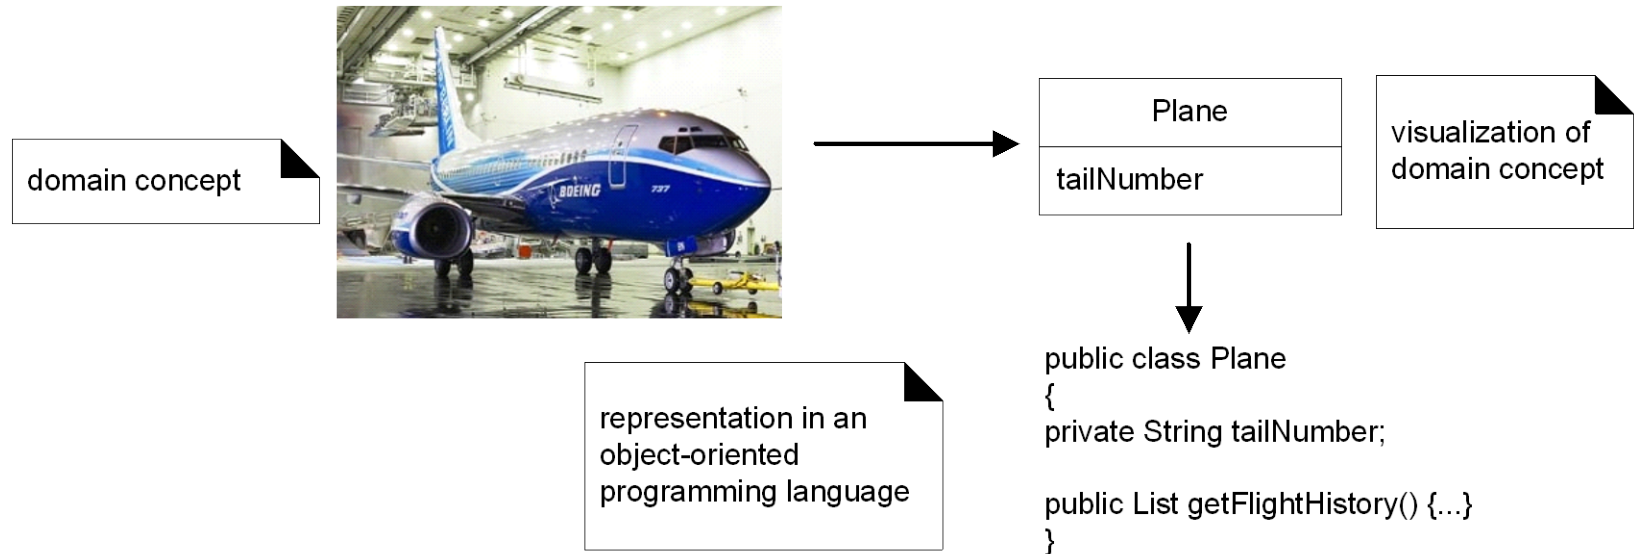 domain concept
BOEING
737
Plane
tailNumber
visualization of
domain concept
representation in an
object-oriented
programming language
public class Plane
{
private String tailNumber;
public List getFlightHistory() {...}
}